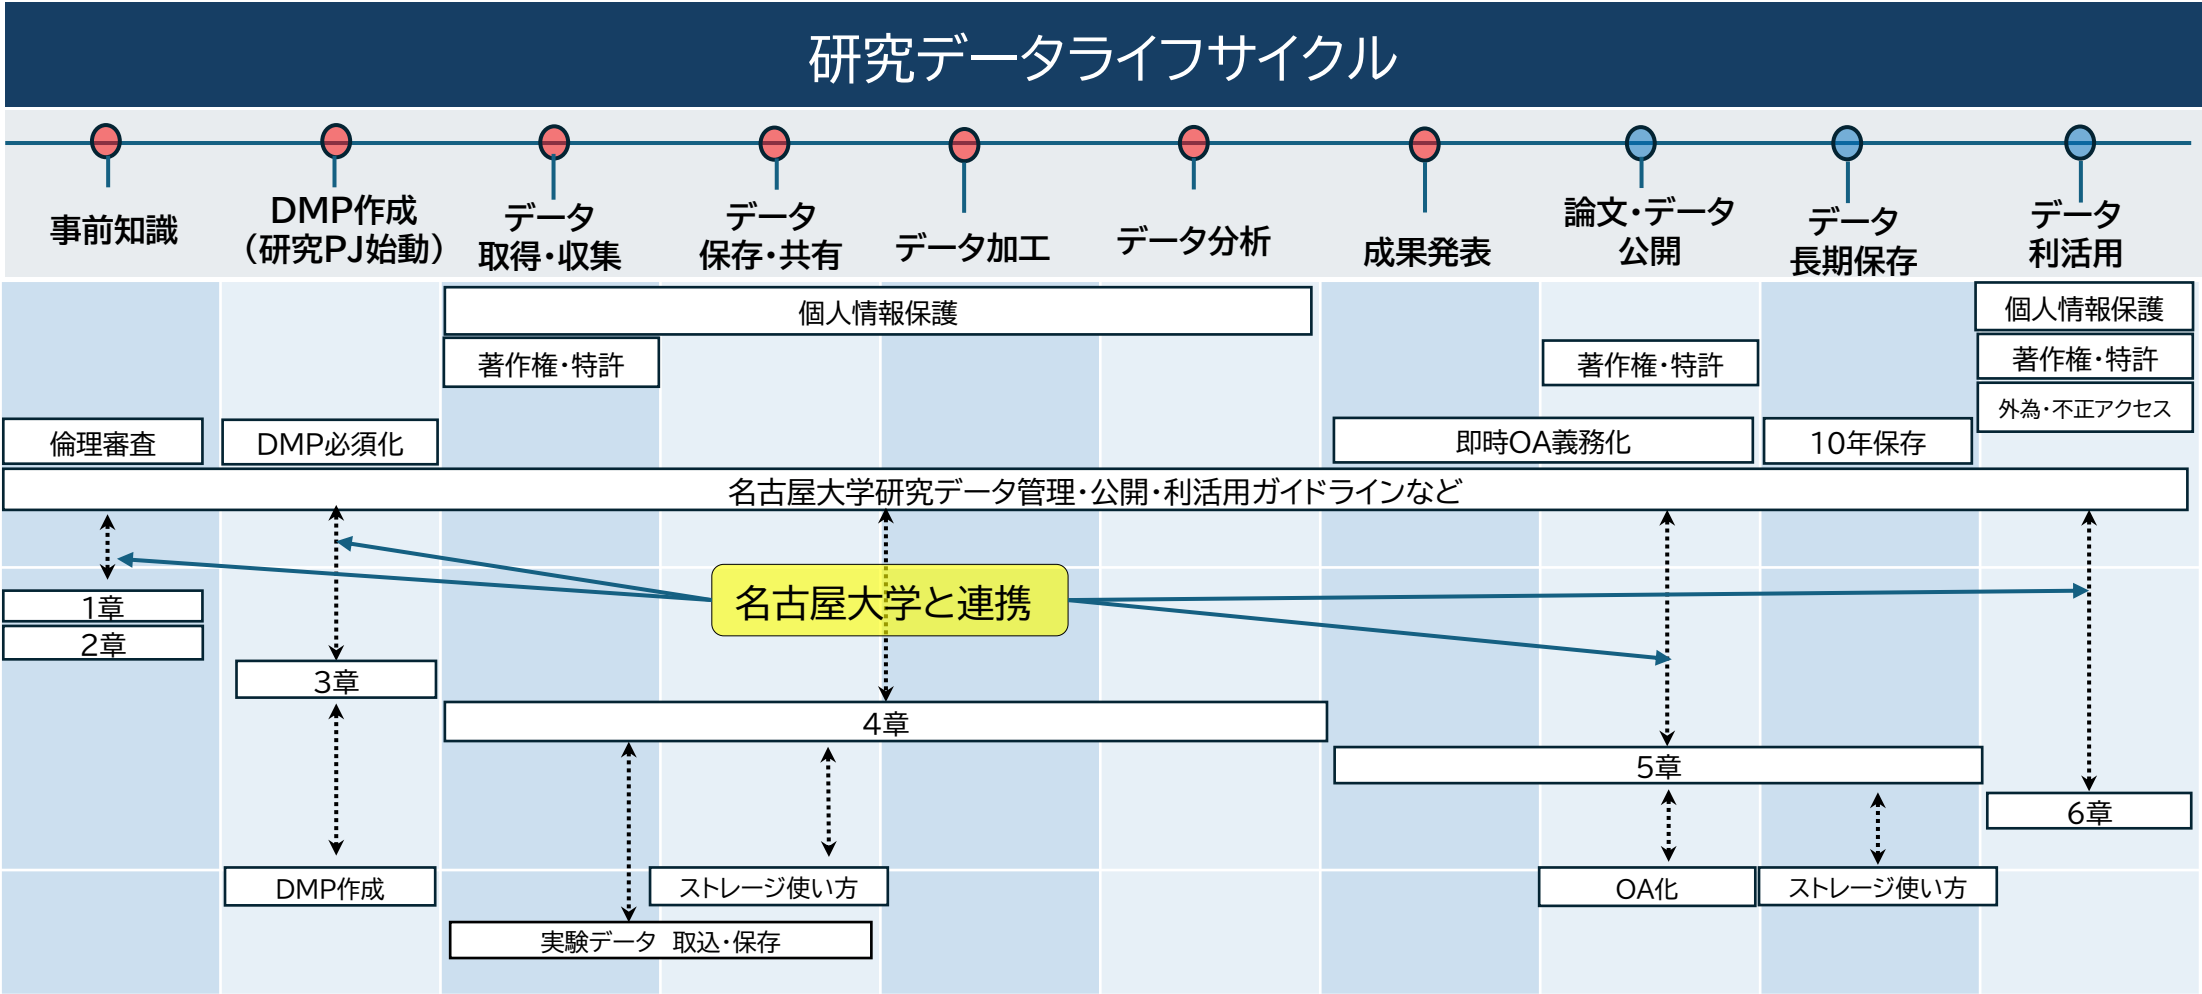 研究データライフサイクル
事前知識
DMP作成
（研究PJ始動）
データ
取得・収集
データ
保存・共有
データ加工
データ分析
成果発表
論文・データ
公開
データ
長期保存
データ
利活用
個人情報保護
個人情報保護
著作権・特許
著作権・特許
著作権・特許
外為・不正アクセス
倫理審査
DMP必須化
即時OA義務化
10年保存
名古屋大学研究データ管理・公開・利活用ガイドラインなど
名古屋大学と連携
1章
2章
3章
4章
5章
6章
DMP作成
ストレージ使い方
OA化
ストレージ使い方
実験データ　取込・保存